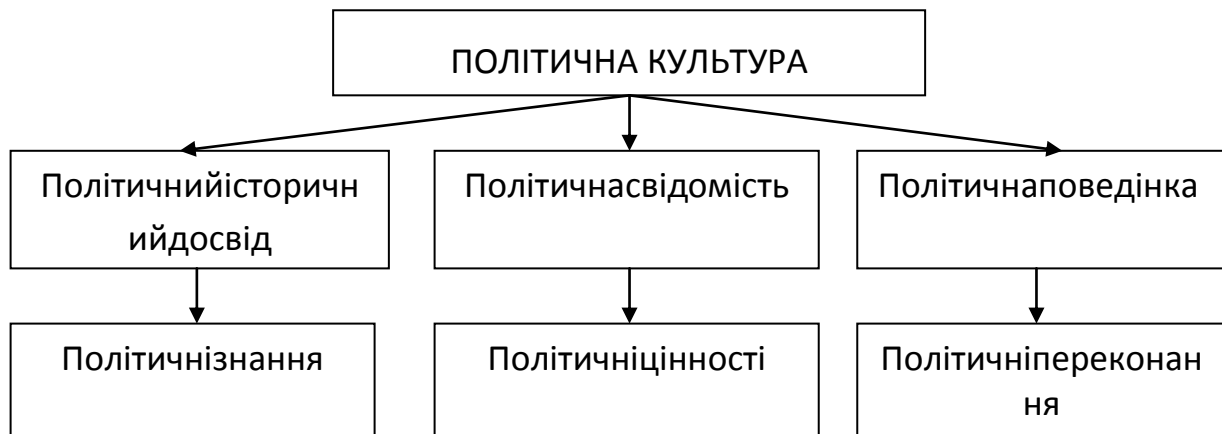 ПОЛІТИЧНА КУЛЬТУРА
Політичнийісторичн
ийдосвід
Політичнасвідомість
Політичнаповедінка
Політичнізнання
Політичніцінності
Політичніпереконан
ня